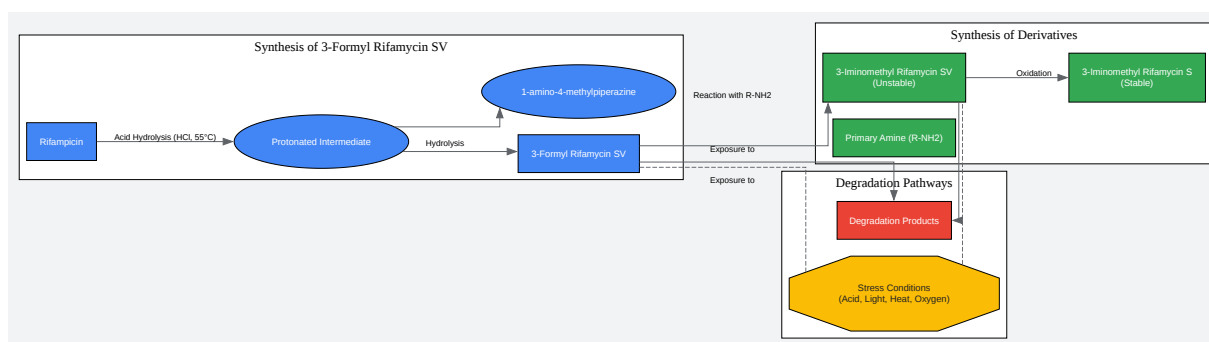 Synthesis of 3-Formyl Rifamycin SV
Rifampicin
Acid Hydrolysis (HCl, 55°C)
Protonated Intermediate
1-amino-4-methylpiperazine
Hydrolysis
3-Formyl Rifamycin SV
Reaction with R-NH2
Exposure to
Exposure to
Synthesis of Derivatives
3-Iminomethyl Rifamycin SV
(Unstable)
Oxidation
3-Iminomethyl Rifamycin S
(Stable)
Primary Amine (R-NH2)
Degradation Pathways
Degradation Products
Stress Conditions
(Acid, Light, Heat, Oxygen)